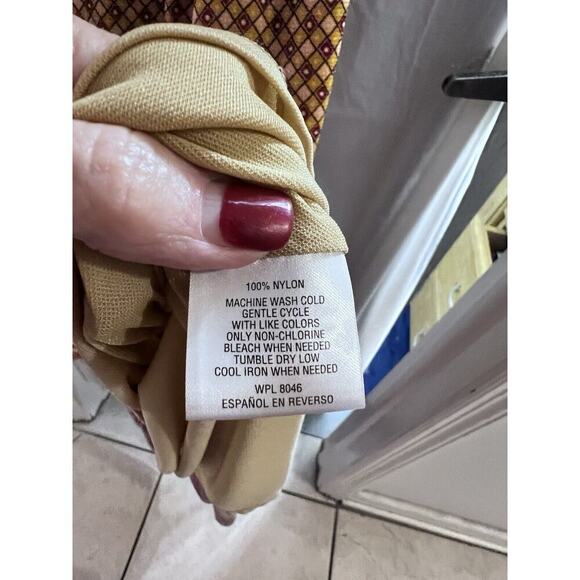 100% NYLON
MACHINE WASH COLD
GENTLE CYCLE
WITH LIKE COLORS
ONLY NON-CHLORINE
BLEACH WHEN NEEDED
TUMBLE DRY LOW
COOL IRON WHEN NEEDED
WPL 8046
ESPAÑOL EN REVERSO